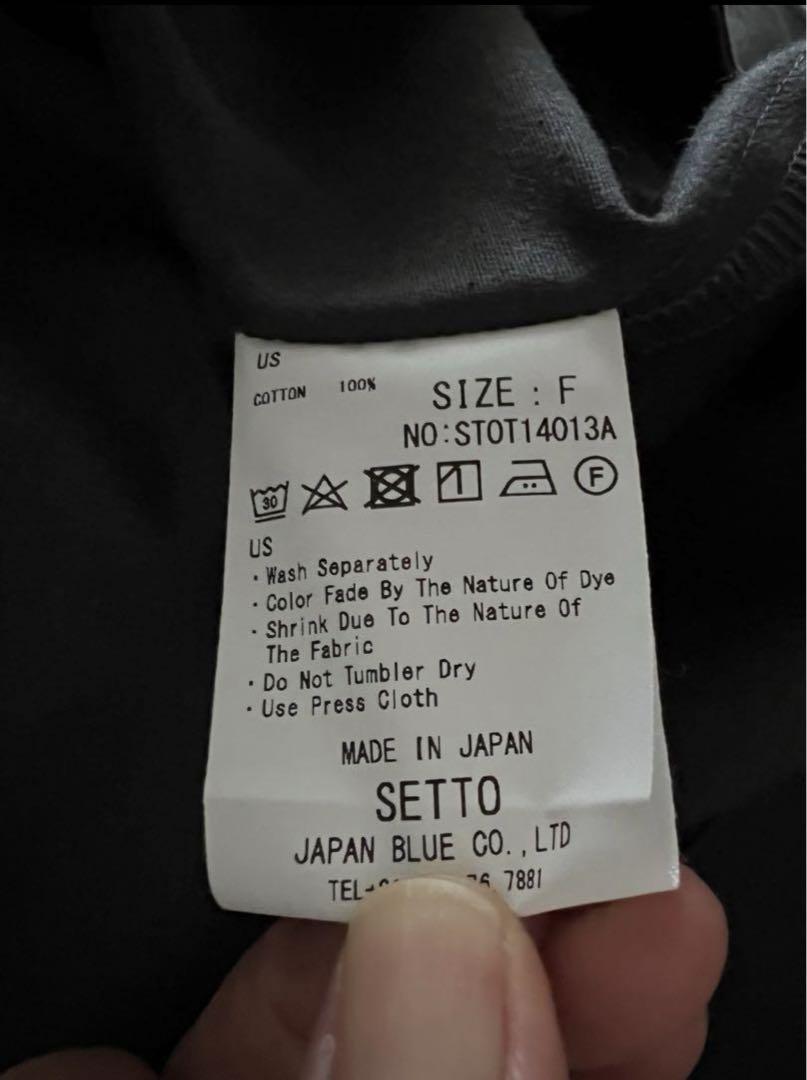 US
COTTON 100%
SIZE : F
NO:STOT14013A
30
F
US
・Wash Separately
・Color Fade By The Nature Of Dye
・Shrink Due To The Nature Of
The Fabric
・Do Not Tumbler Dry
・Use Press Cloth
MADE IN JAPAN
SETTO
JAPAN BLUE CO.,LTD
TEL 7881